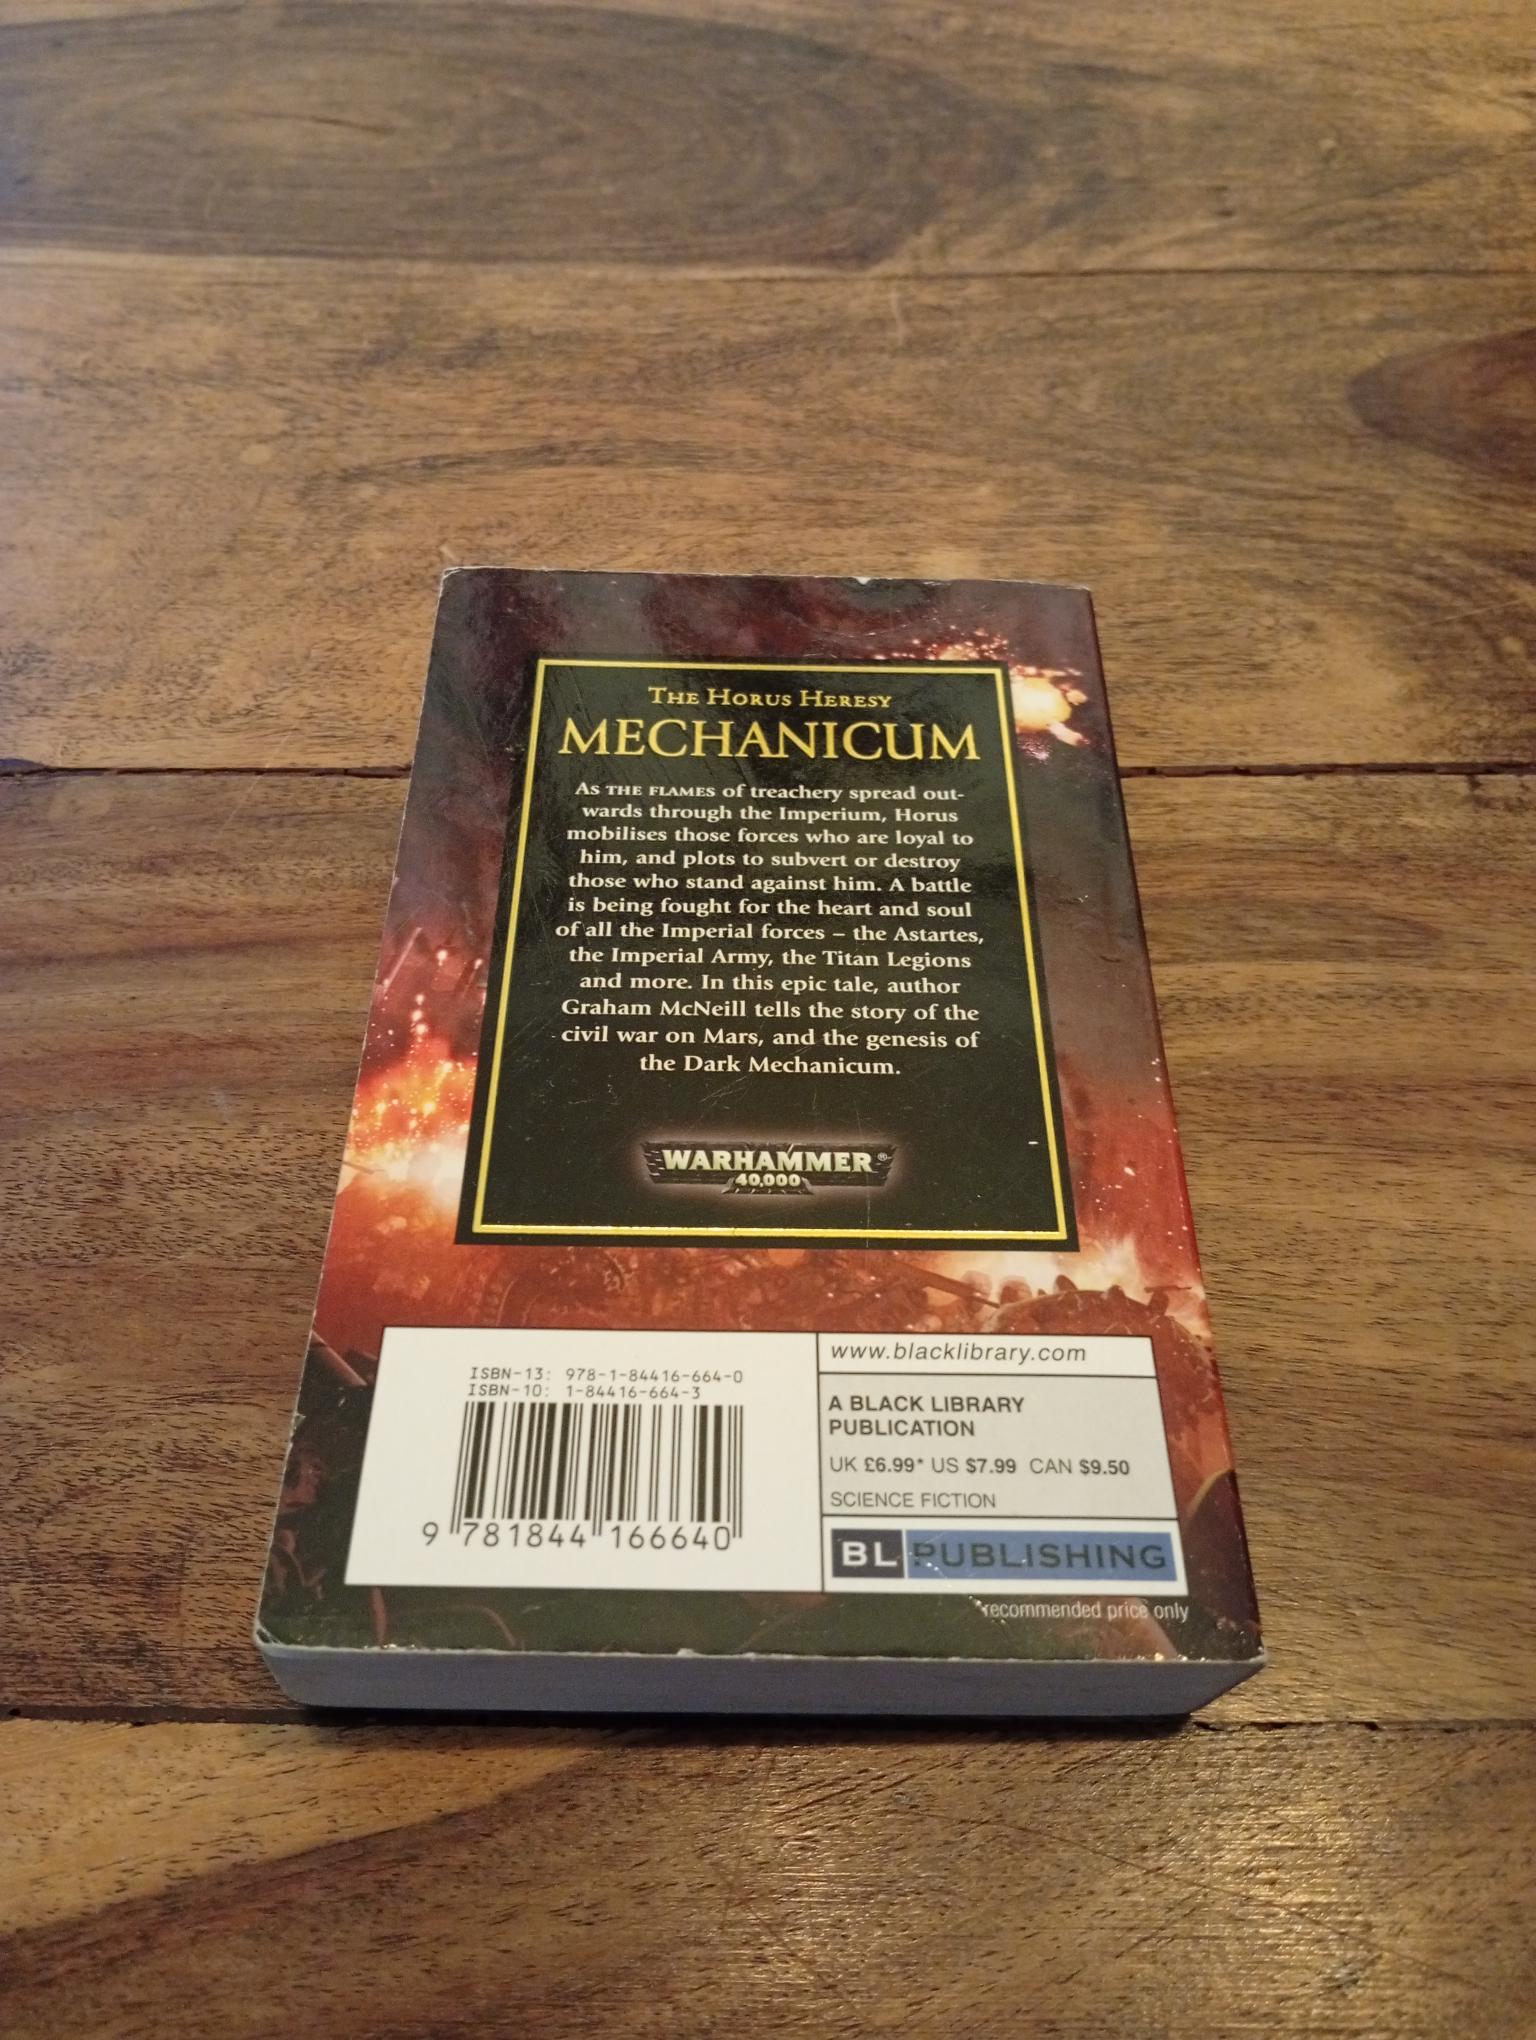 The Horus Heresy
MECHANICUM
As the flames of treachery spread out-
wards through the Imperium, Horus
mobilises those forces who are loyal to
him, and plots to subvert or destroy
those who stand against him. A battle
is being fought for the heart and soul
of all the Imperial forces – the Astartes,
the Imperial Army, the Titan Legions
and more. In this epic tale, author
Graham McNeill tells the story of the
civil war on Mars, and the genesis of
the Dark Mechanicum.
WARHAMMER®
40,000
ISBN-13: 978-1-84416-664-0
ISBN-10: 1-84416-664-3
9 781844 166640
www.blacklibrary.com
A BLACK LIBRARY
PUBLICATION
UK £6.99* US $7.99 CAN $9.50
SCIENCE FICTION
BL PUBLISHING
*recommended price only